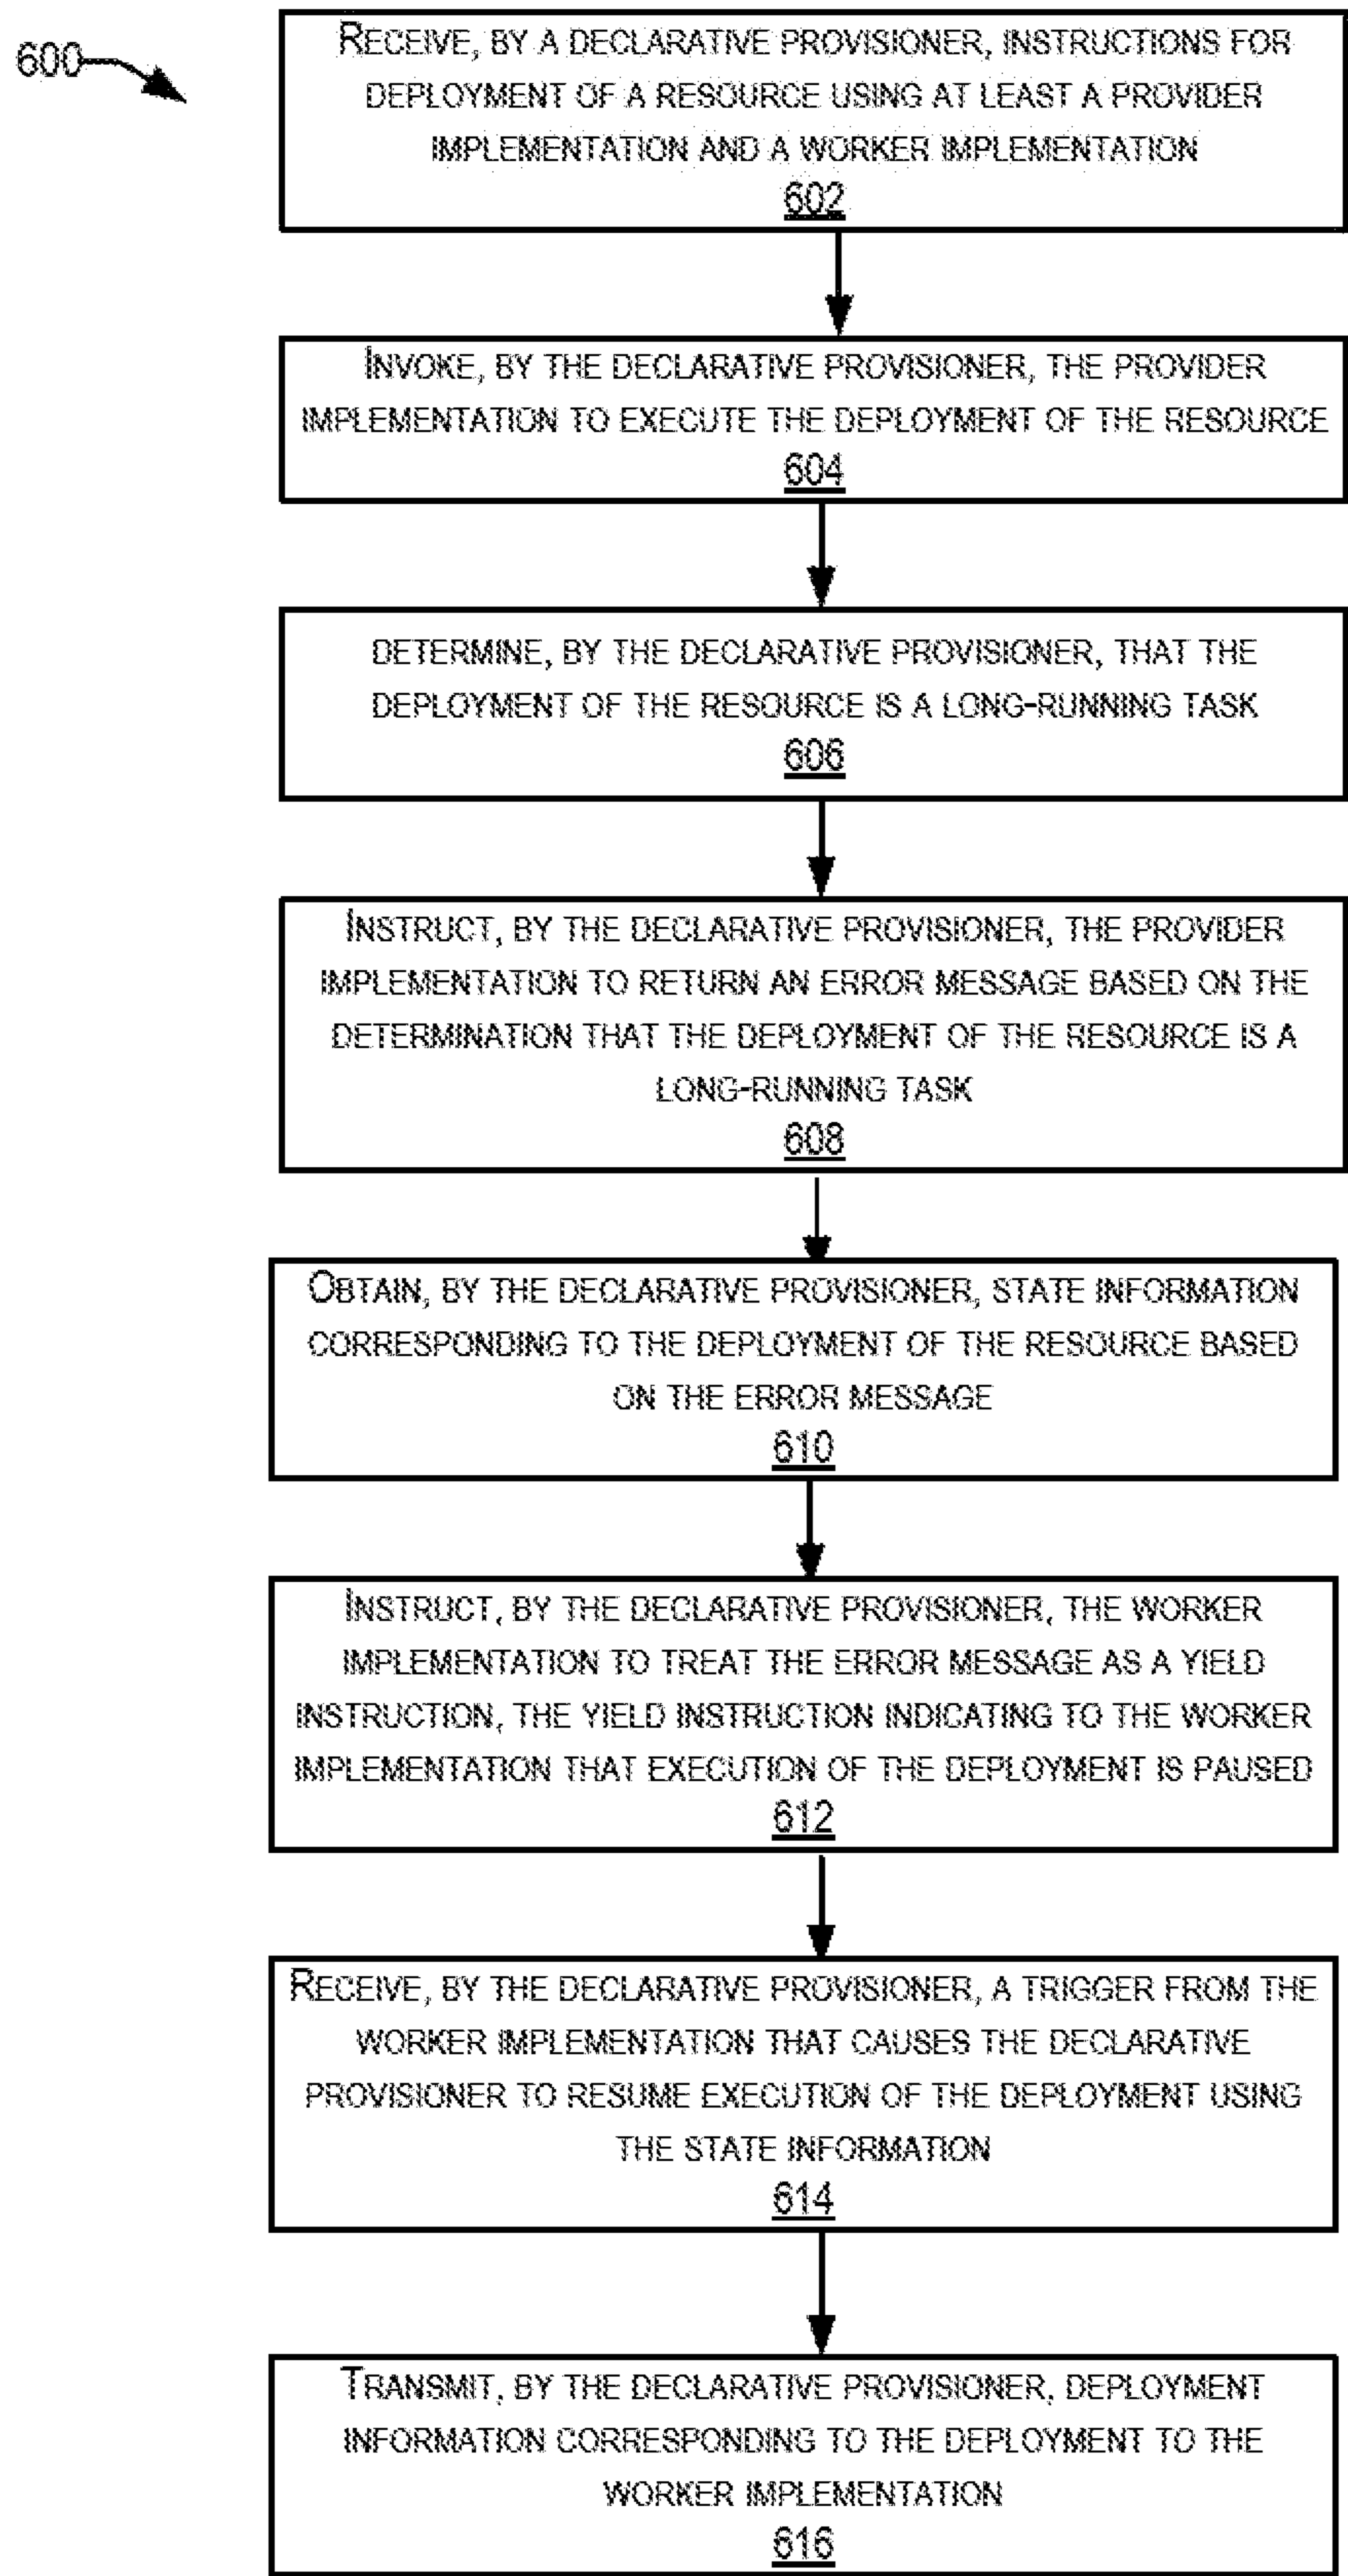 600
RECEIVE, BY A DECLARATIVE PROVISIONER, INSTRUCTIONS FOR
DEPLOYMENT OF A RESOURCE USING AT LEAST A PROVIDER
IMPLEMENTATION AND A WORKER IMPLEMENTATION
602
INVOKE, BY THE DECLARATIVE PROVISIONER, THE PROVIDER
IMPLEMENTATION TO EXECUTE THE DEPLOYMENT OF THE RESOURCE
604
DETERMINE, BY THE DECLARATIVE PROVISIONER, THAT THE
DEPLOYMENT OF THE RESOURCE IS A LONG-RUNNING TASK
606
INSTRUCT, BY THE DECLARATIVE PROVISIONER, THE PROVIDER
IMPLEMENTATION TO RETURN AN ERROR MESSAGE BASED ON THE
DETERMINATION THAT THE DEPLOYMENT OF THE RESOURCE IS A
LONG-RUNNING TASK
608
OBTAIN, BY THE DECLARATIVE PROVISIONER, STATE INFORMATION
CORRESPONDING TO THE DEPLOYMENT OF THE RESOURCE BASED
ON THE ERROR MESSAGE
610
INSTRUCT, BY THE DECLARATIVE PROVISIONER, THE WORKER
IMPLEMENTATION TO TREAT THE ERROR MESSAGE AS A YIELD
INSTRUCTION, THE YIELD INSTRUCTION INDICATING TO THE WORKER
IMPLEMENTATION THAT EXECUTION OF THE DEPLOYMENT IS PAUSED
612
RECEIVE, BY THE DECLARATIVE PROVISIONER, A TRIGGER FROM THE
WORKER IMPLEMENTATION THAT CAUSES THE DECLARATIVE
PROVISIONER TO RESUME EXECUTION OF THE DEPLOYMENT USING
THE STATE INFORMATION
614
TRANSMIT, BY THE DECLARATIVE PROVISIONER, DEPLOYMENT
INFORMATION CORRESPONDING TO THE DEPLOYMENT TO THE
WORKER IMPLEMENTATION
616